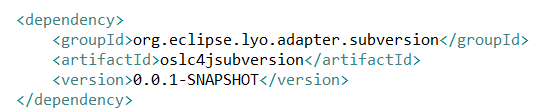 <dependency>
    <groupId>org.eclipse.lyo.adapter.subversion</groupId>
    <artifactId>oslc4jsubversion</artifactId>
    <version>0.0.1-SNAPSHOT</version>
</dependency>